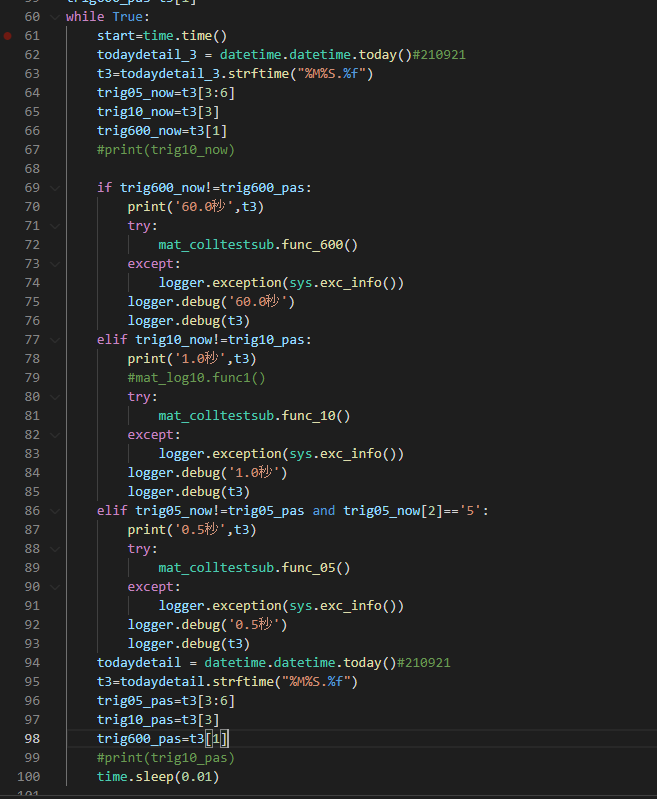 60 while True:
61 start=time.time()
62 todaydetail_3 = datetime.datetime.today()#210921
63 t3=todaydetail_3.strftime("%M%S.%f")
64 trig05_now=t3[3:6]
65 trig10_now=t3[3]
66 trig600_now=t3[1]
67 #print(trig10_now)
68
69 if trig600_now!=trig600_pas:
70 print('60.0秒',t3)
71 try:
72 mat_colltestsub.func_600()
73 except:
74 logger.exception(sys.exc_info())
75 logger.debug('60.0秒')
76 logger.debug(t3)
77 elif trig10_now!=trig10_pas:
78 print('1.0秒',t3)
79 #mat_log10.func1()
80 try:
81 mat_colltestsub.func_10()
82 except:
83 logger.exception(sys.exc_info())
84 logger.debug('1.0秒')
85 logger.debug(t3)
86 elif trig05_now!=trig05_pas and trig05_now[2]=='5':
87 print('0.5秒',t3)
88 try:
89 mat_colltestsub.func_05()
90 except:
91 logger.exception(sys.exc_info())
92 logger.debug('0.5秒')
93 logger.debug(t3)
94 todaydetail = datetime.datetime.today()#210921
95 t3=todaydetail.strftime("%M%S.%f")
96 trig05_pas=t3[3:6]
97 trig10_pas=t3[3]
98 trig600_pas=t3[1]
99 #print(trig10_pas)
100 time.sleep(0.01)